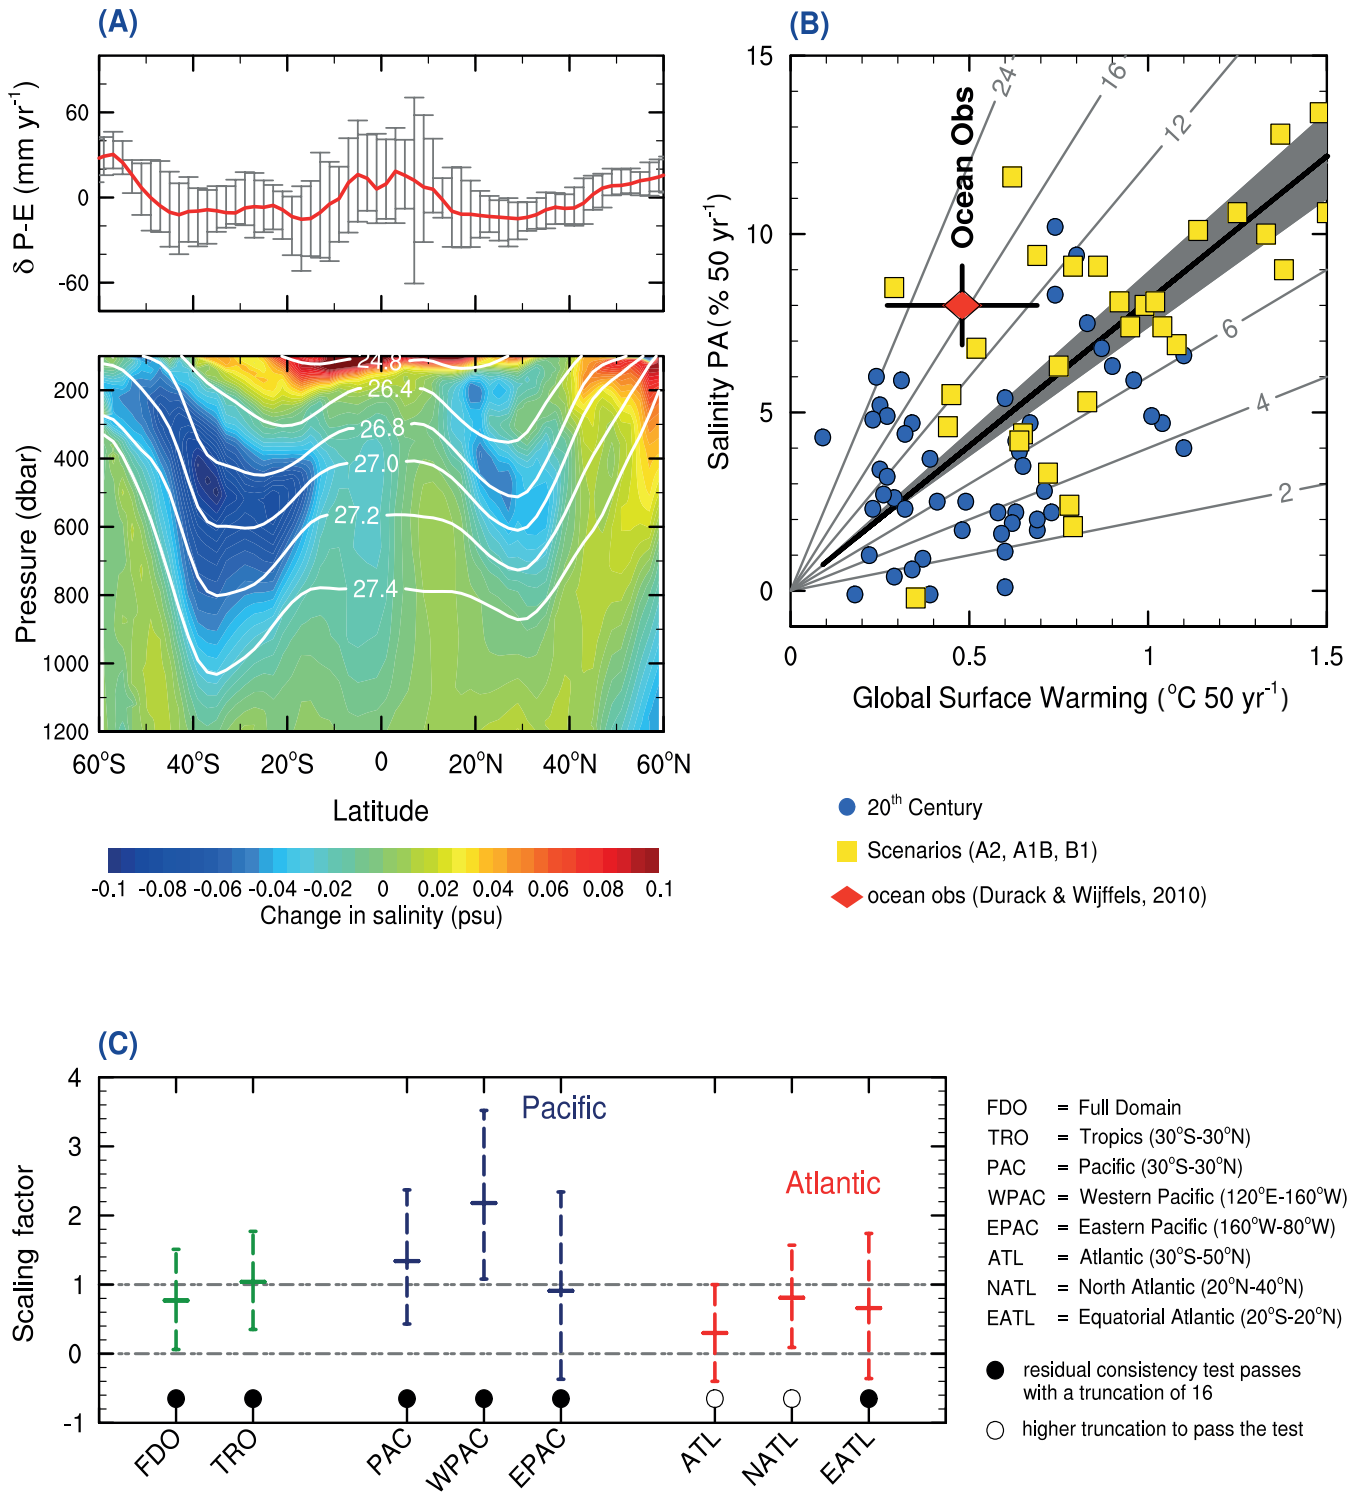 (A)
δ P-E (mm yr⁻¹)
60
0
-60
24.8
26.4
26.8
27.0
27.2
27.4
Pressure (dbar)
200
400
600
800
1000
1200
60°S 40°S 20°S 0 20°N 40°N 60°N
Latitude
-0.1 -0.08 -0.06 -0.04 -0.02 0 0.02 0.04 0.06 0.08 0.1
Change in salinity (psu)
(B)
Salinity PA(% 50 yr⁻¹)
15
10
5
0
24
16
12
6
4
2
Ocean Obs
0 0.5 1 1.5
Global Surface Warming (°C 50 yr⁻¹)
20th Century
Scenarios (A2, A1B, B1)
ocean obs (Durack & Wijffels, 2010)
(C)
Scaling factor
4
3
2
1
0
-1
Pacific
Atlantic
FDO TRO PAC WPAC EPAC ATL NATL EATL
FDO = Full Domain
TRO = Tropics (30°S-30°N)
PAC = Pacific (30°S-30°N)
WPAC = Western Pacific (120°E-160°W)
EPAC = Eastern Pacific (160°W-80°W)
ATL = Atlantic (30°S-50°N)
NATL = North Atlantic (20°N-40°N)
EATL = Equatorial Atlantic (20°S-20°N)
residual consistency test passes
with a truncation of 16
higher truncation to pass the test